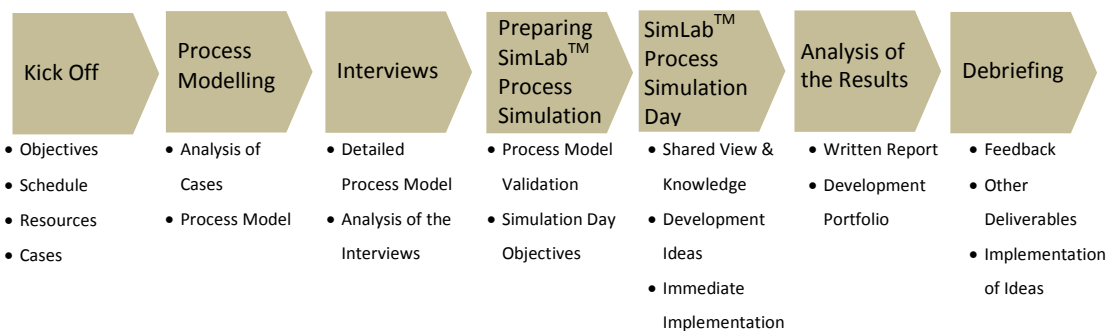 Kick Off
Process
Modelling
Interviews
Preparing
SimLab™
Process
Simulation
SimLab™
Process
Simulation
Day
Analysis of
the Results
Debriefing
• Objectives
• Schedule
• Resources
• Cases
• Analysis of
Cases
• Process Model
• Detailed
Process Model
• Analysis of the
Interviews
• Process Model
Validation
• Simulation Day
Objectives
• Shared View &
Knowledge
• Development
Ideas
• Immediate
Implementation
• Written Report
• Development
Portfolio
• Feedback
• Other
Deliverables
• Implementation
of Ideas